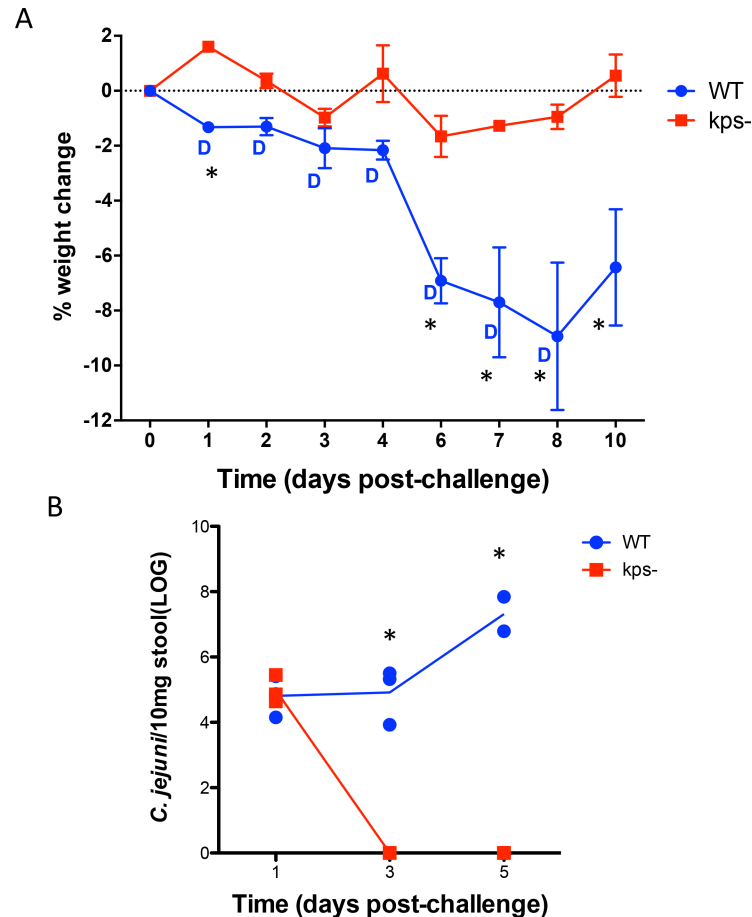 A
2
0
-2
-4
-6
-8
-10
-12
% weight change
WT
kps-
D
D
D
D
D
D
D
*
*
*
*
*
0 1 2 3 4 6 7 8 10
Time (days post-challenge)
B
10
8
6
4
2
0
C. jejuni/10mg stool(LOG)
WT
kps-
*
*
1 3 5
Time (days post-challenge)